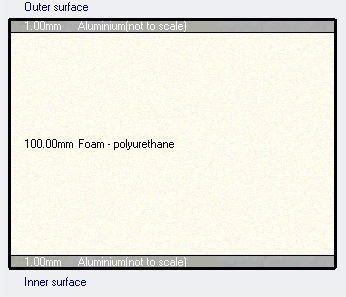 Outer surface
1.00mm Aluminium(not to scale)
100.00mm Foam - polyurethane
1.00mm Aluminium(not to scale)
Inner surface